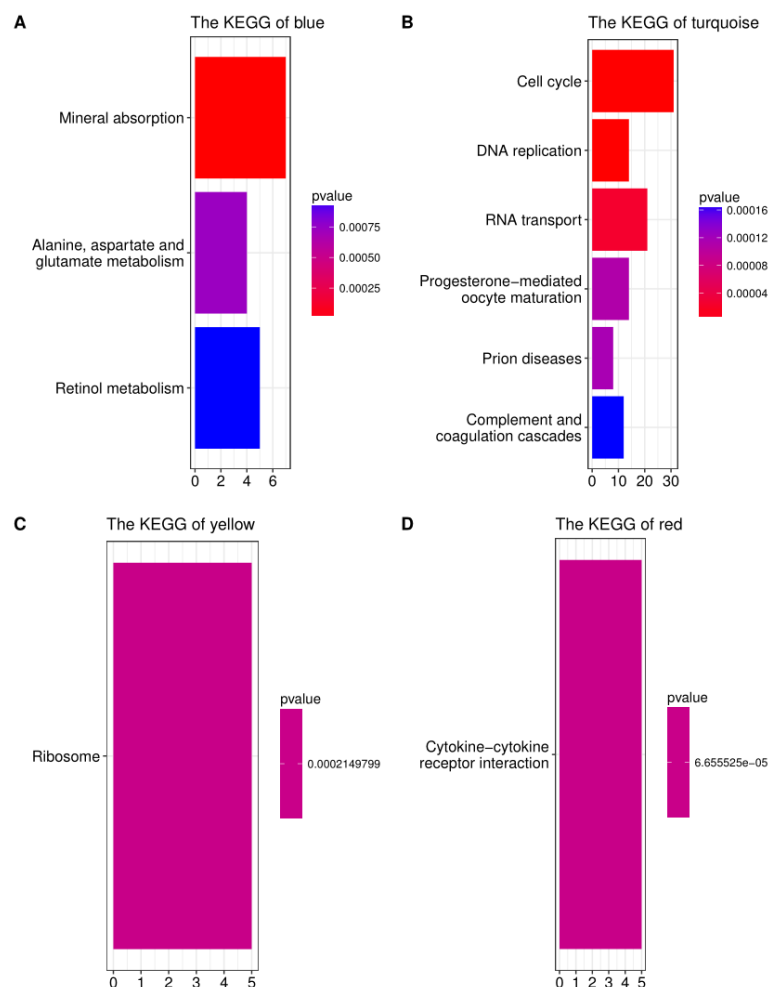 A
The KEGG of blue
Mineral absorption
Alanine, aspartate and
glutamate metabolism
Retinol metabolism
0 2 4 6
pvalue
0.00075
0.00050
0.00025
B
The KEGG of turquoise
Cell cycle
DNA replication
RNA transport
Progesterone−mediated
oocyte maturation
Prion diseases
Complement and
coagulation cascades
0 10 20 30
pvalue
0.00016
0.00012
0.00008
0.00004
C
The KEGG of yellow
Ribosome
0 1 2 3 4 5
pvalue
0.0002149799
D
The KEGG of red
Cytokine−cytokine
receptor interaction
0 1 2 3 4 5
pvalue
6.655525e−05